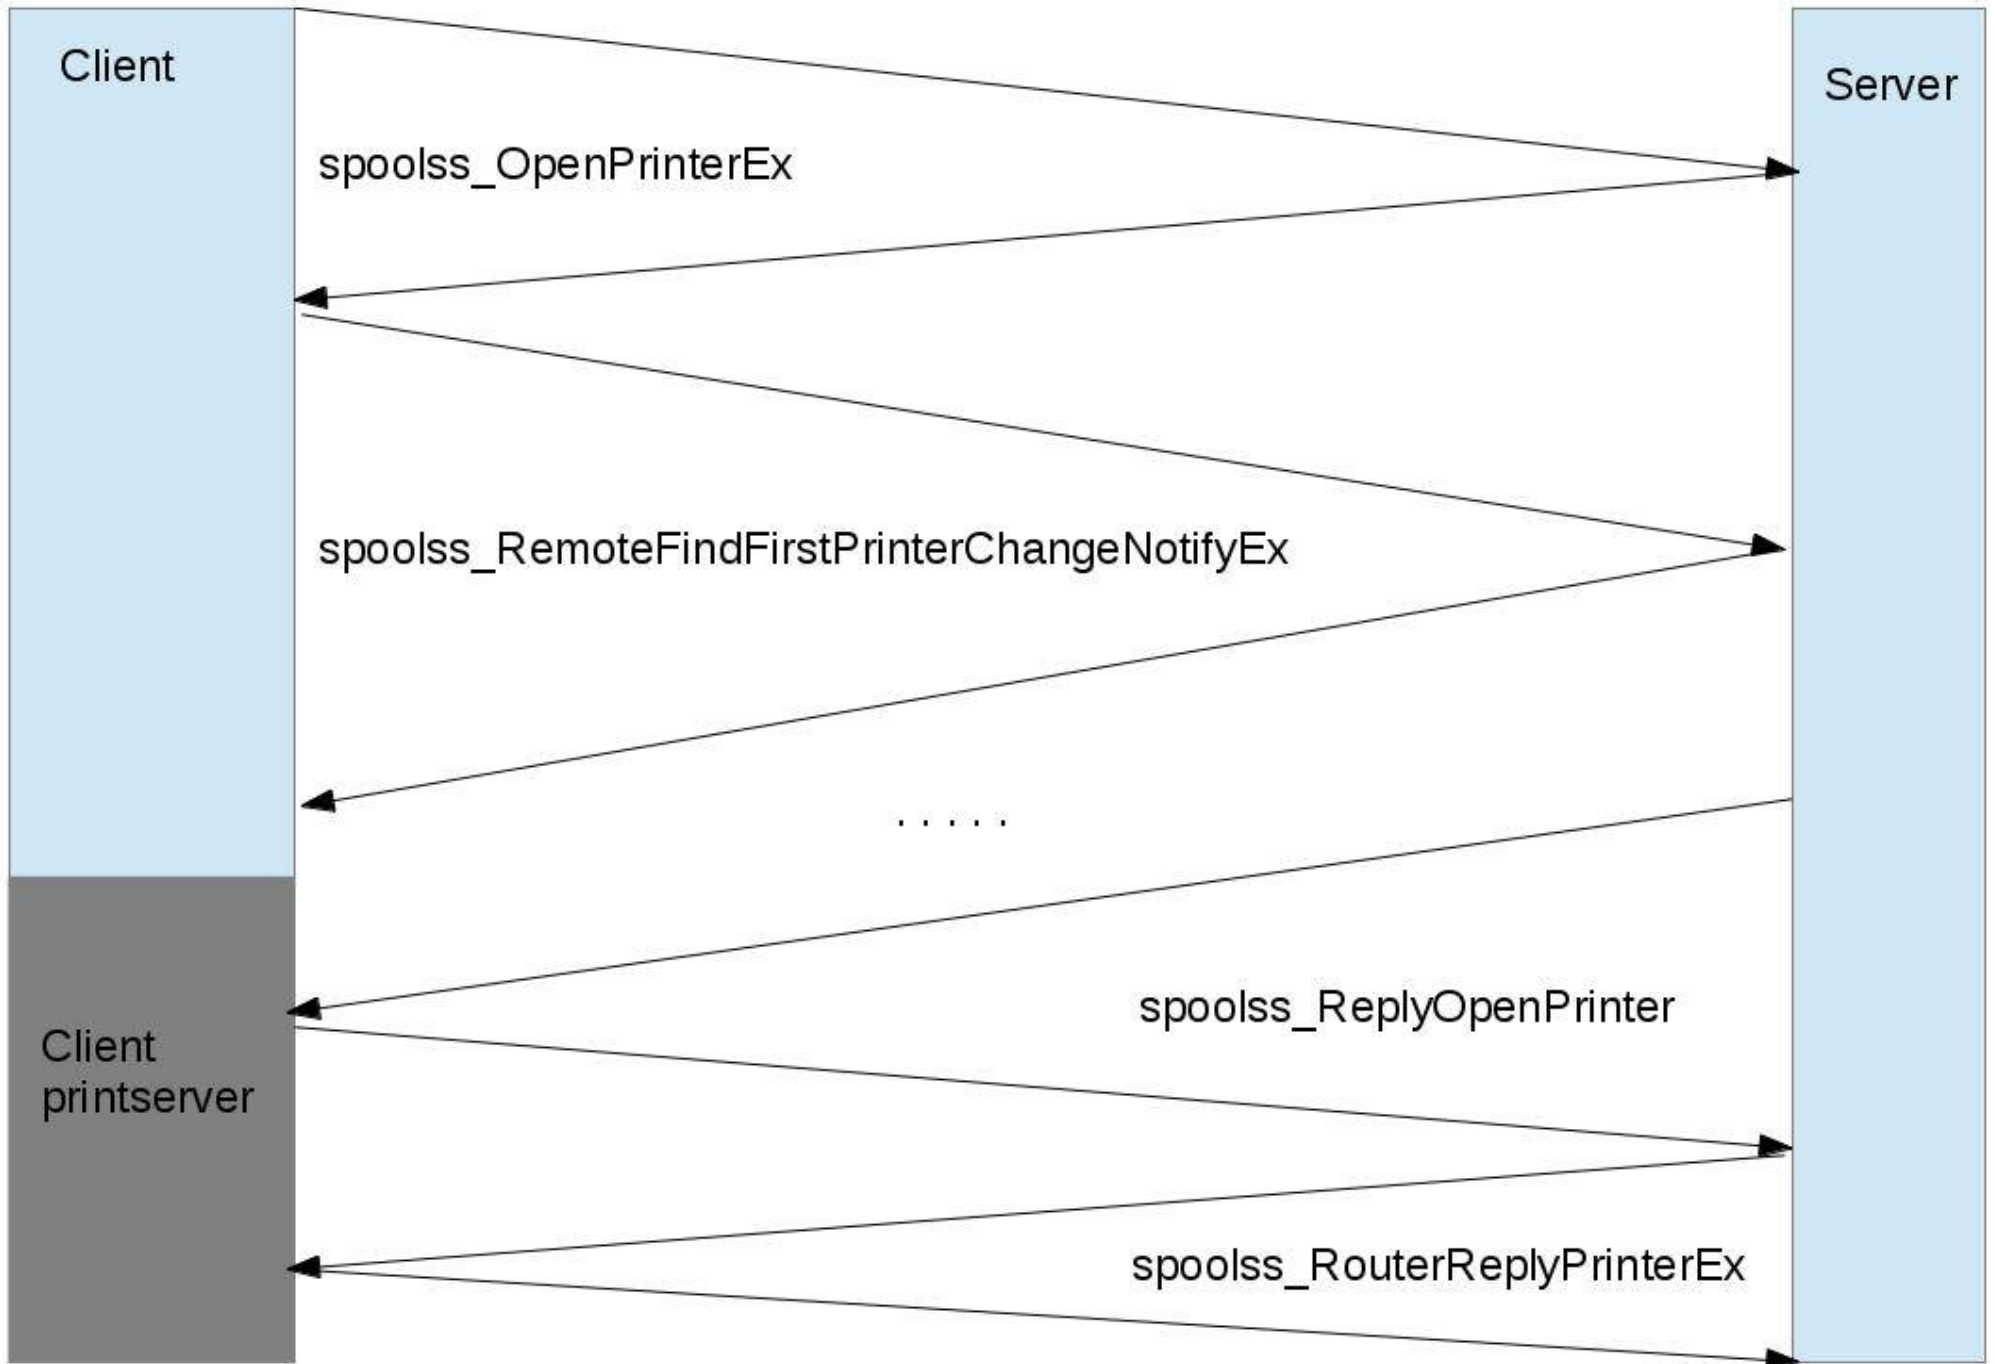 Client
Server
spoolss_OpenPrinterEx
spoolss_RemoteFindFirstPrinterChangeNotifyEx
. . . . .
spoolss_ReplyOpenPrinter
Client
printserver
spoolss_RouterReplyPrinterEx